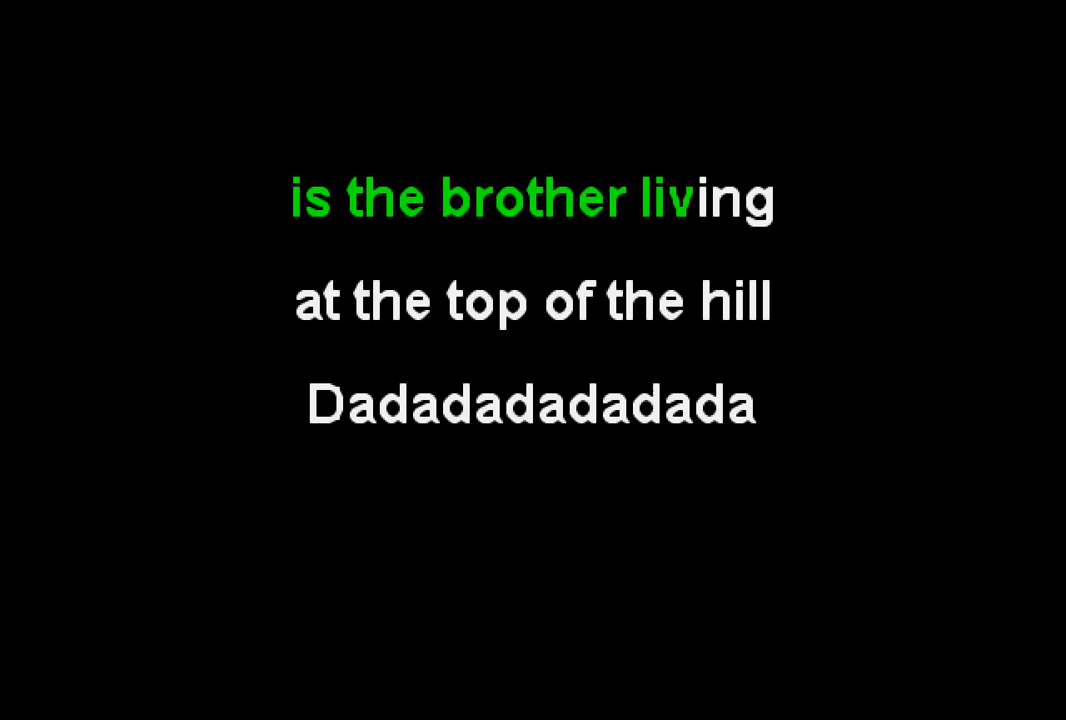 is the brother living
at the top of the hill
Dadadadadadada